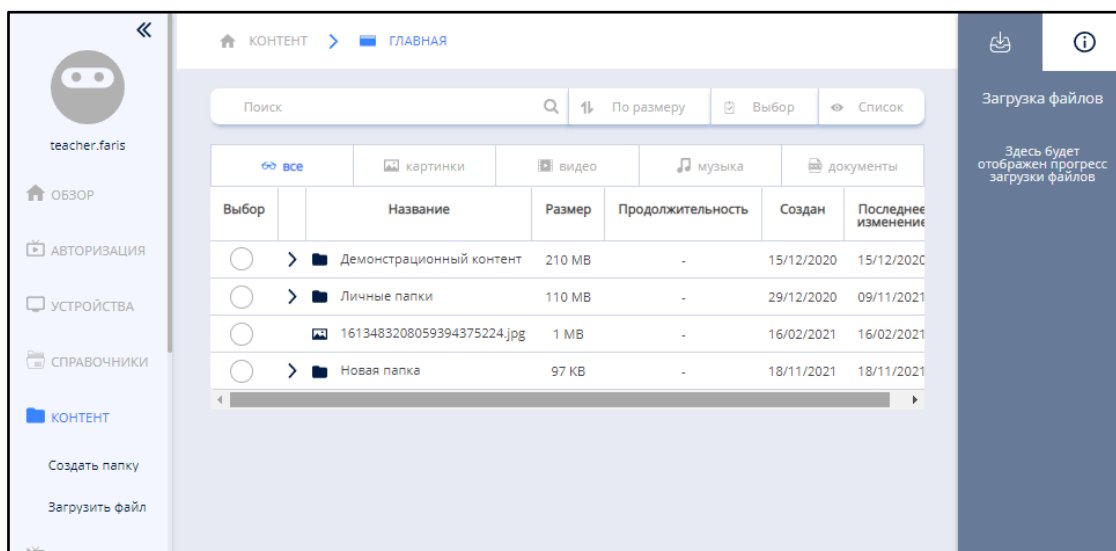 КОНТЕНТ ГЛАВНАЯ
teacher.faris
ОБЗОР
АВТОРИЗАЦИЯ
УСТРОЙСТВА
СПРАВОЧНИКИ
КОНТЕНТ
Создать папку
Загрузить файл
Поиск По размеру Выбор Список
все картинки видео музыка документы
Выбор Название Размер Продолжительность Создан Последнее
изменение
Демонстрационный контент 210 MB - 15/12/2020 15/12/2020
Личные папки 110 MB - 29/12/2020 09/11/2021
1613483208059394375224.jpg 1 MB - 16/02/2021 16/02/2021
Новая папка 97 KB - 18/11/2021 18/11/2021
Загрузка файлов
Здесь будет
отображен прогресс
загрузки файлов